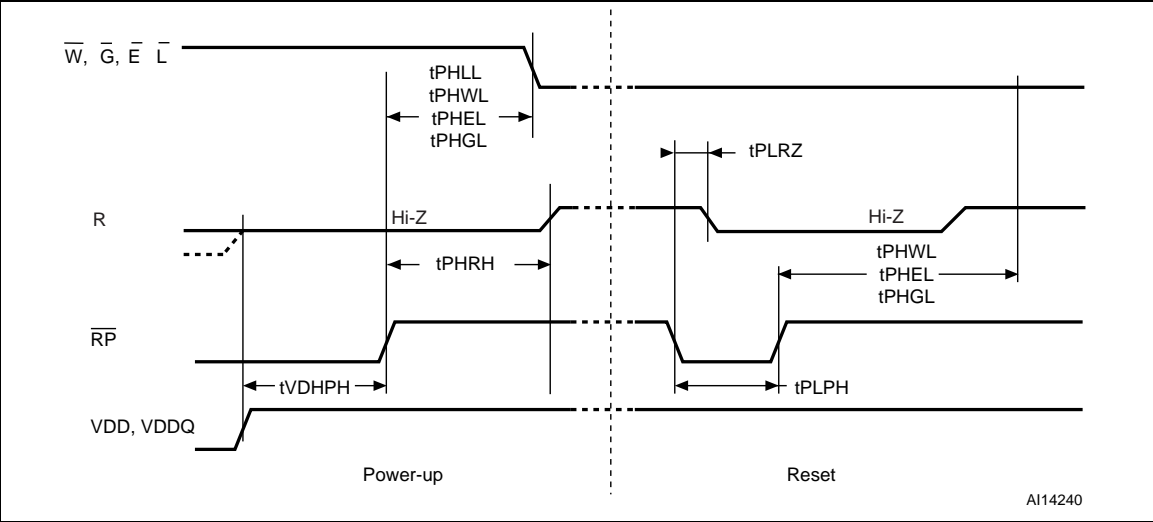 W̅, G̅, E̅ L̅
tPHLL
tPHWL
tPHEL
tPHGL
tPLRZ
R
Hi-Z
Hi-Z
tPHRH
tPHWL
tPHEL
tPHGL
R̅P̅
tVDHPH
tPLPH
VDD, VDDQ
Power-up
Reset
AI14240